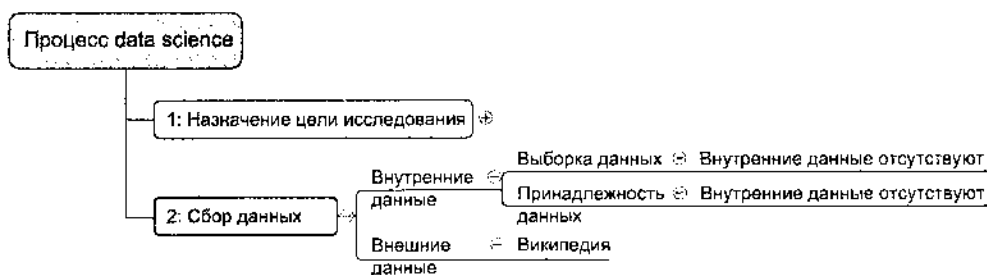 Процесс data science
1: Назначение цели исследования
Выборка данных Внутренние данные отсутствуют
Внутренние
данные
Принадлежность Внутренние данные отсутствуют
данных
2: Сбор данных
Внешние Википедия
данные